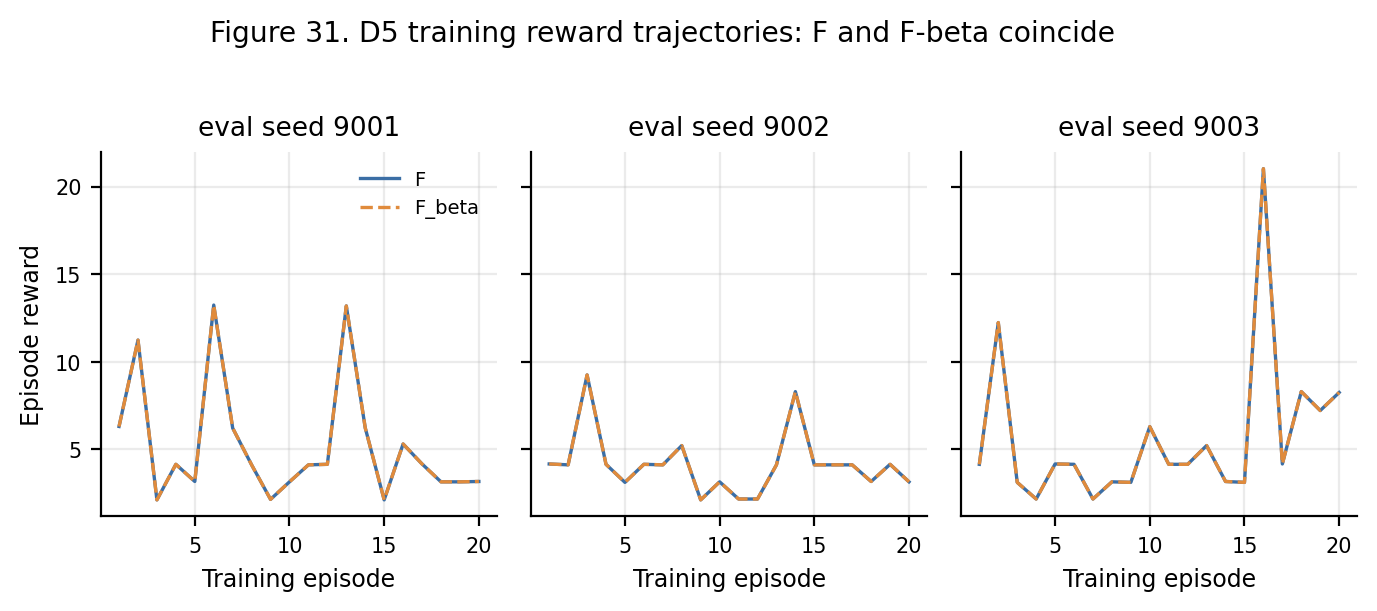 Figure 31. D5 training reward trajectories: F and F-beta coincide
eval seed 9001
eval seed 9002
eval seed 9003
F
F_beta
Episode reward
20
15
10
5
5 10 15 20
5 10 15 20
5 10 15 20
Training episode
Training episode
Training episode